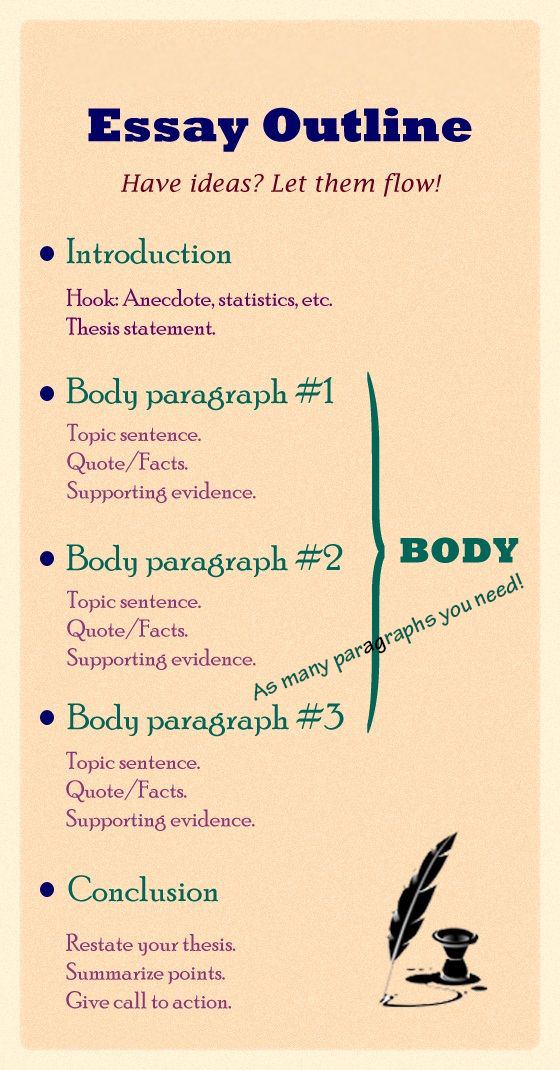 Essay Outline
Have ideas? Let them flow!
Introduction
Hook: Anecdote, statistics, etc.
Thesis statement.
Body paragraph #1
Topic sentence.
Quote/Facts.
Supporting evidence.
Body paragraph #2
Topic sentence.
Quote/Facts.
Supporting evidence.
BODY
As many paragraphs you need!
Body paragraph #3
Topic sentence.
Quote/Facts.
Supporting evidence.
Conclusion
Restate your thesis.
Summarize points.
Give call to action.